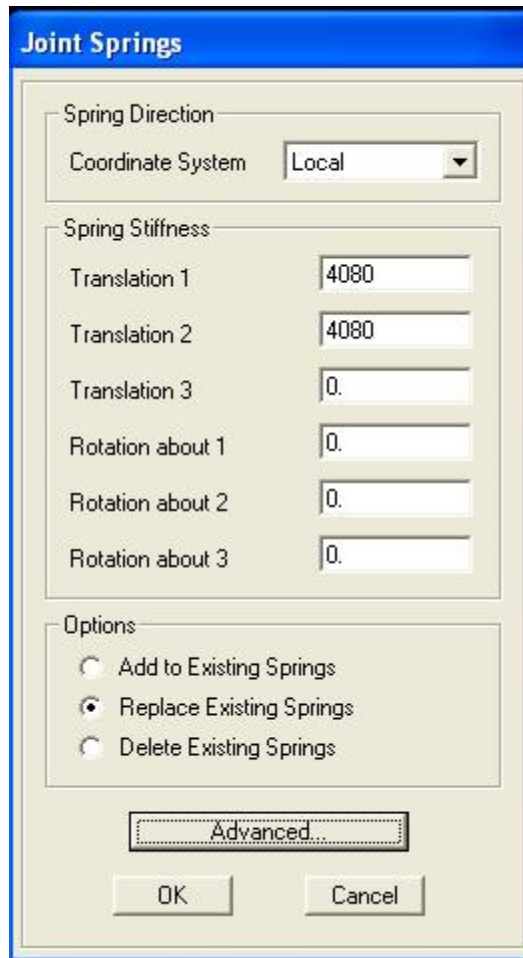 Joint Springs
Spring Direction
Coordinate System Local
Spring Stiffness
Translation 1 4080
Translation 2 4080
Translation 3 0.
Rotation about 1 0.
Rotation about 2 0.
Rotation about 3 0.
Options
Add to Existing Springs
Replace Existing Springs
Delete Existing Springs
Advanced...
OK Cancel